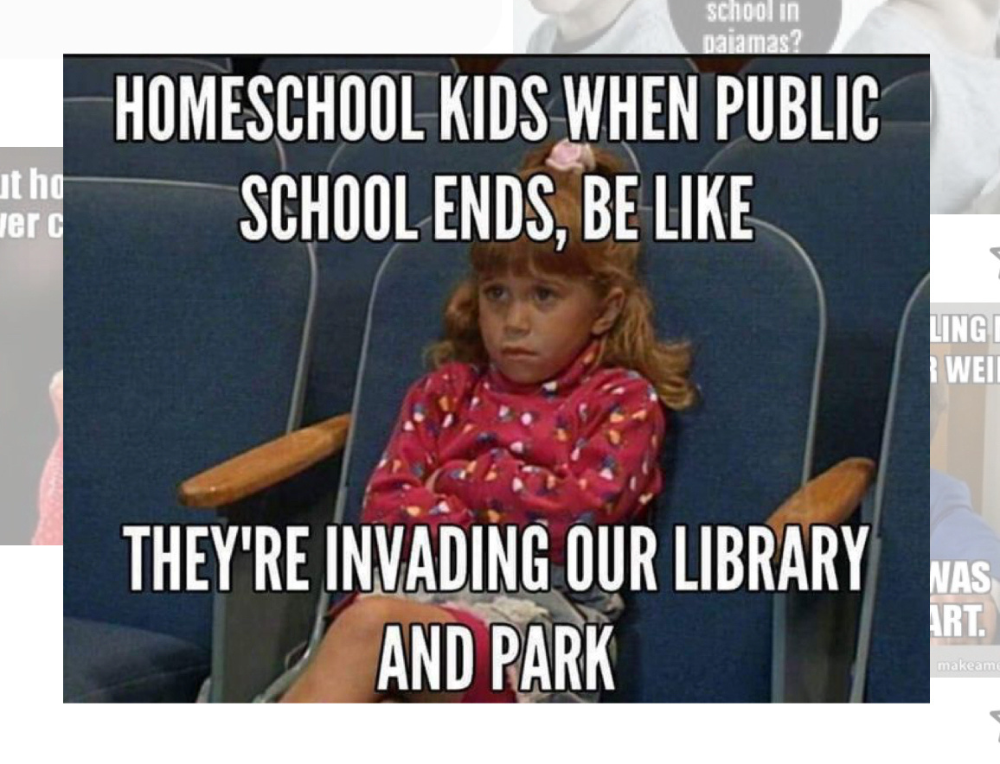 school in
pajamas?
HOMESCHOOL KIDS WHEN PUBLIC
SCHOOL ENDS, BE LIKE
THEY'RE INVADING OUR LIBRARY
AND PARK
WAS